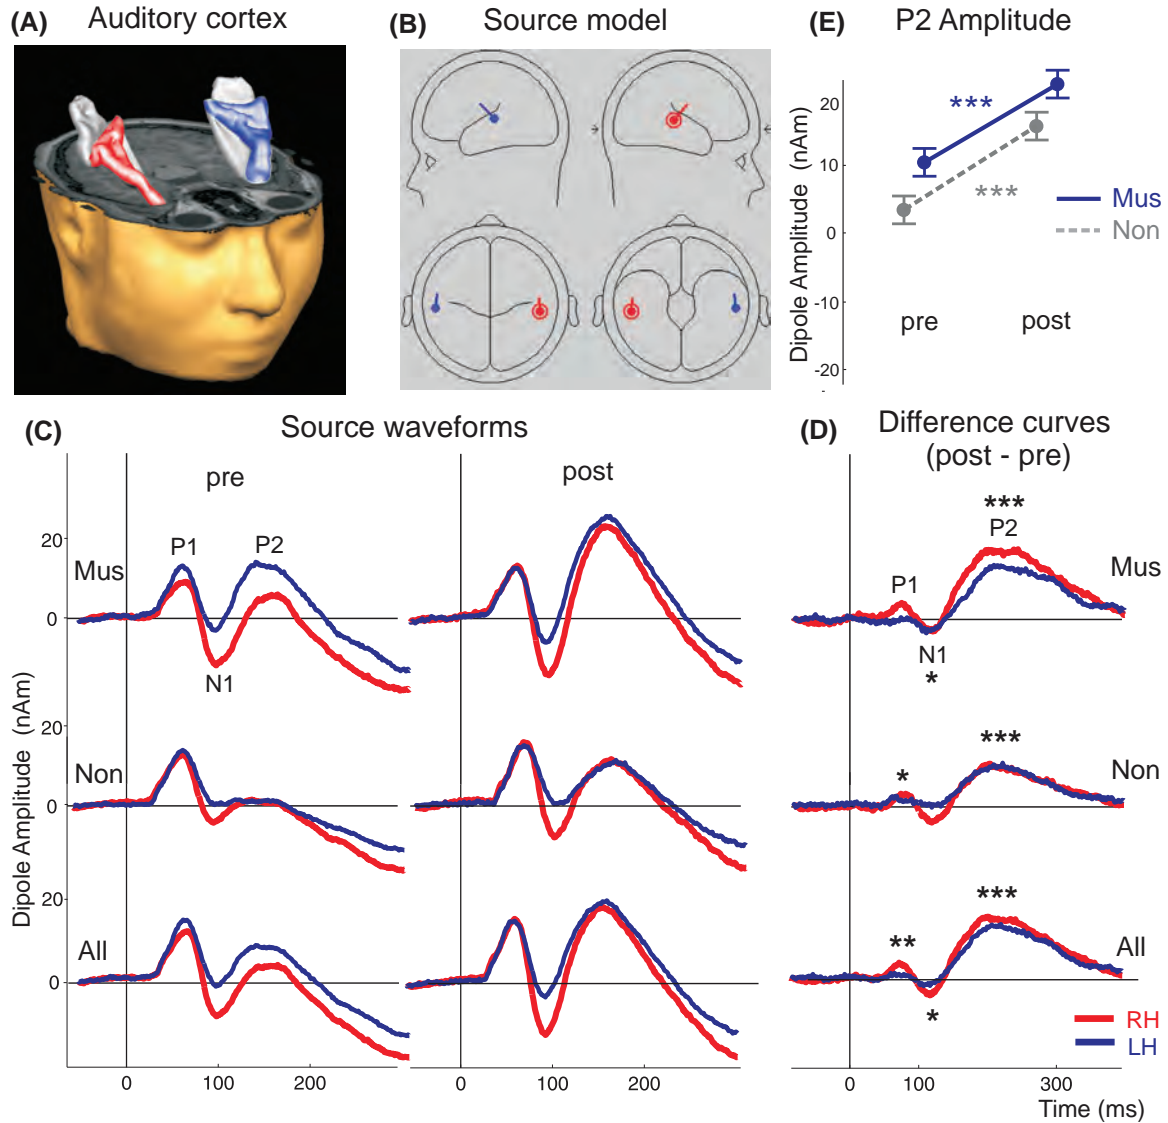 (A) Auditory cortex
(B) Source model
(E) P2 Amplitude
Dipole Amplitude (nAm)
20
10
0
-10
-20
***
***
Mus
Non
pre
post
(C) Source waveforms
pre
post
Dipole Amplitude (nAm)
Dipole Amplitude (nAm)
Mus
20
0
P1
P2
N1
Non
20
0
All
20
0
0
100
200
0
100
200
(D) Difference curves
(post - pre)
***
P2
P1
N1
*
Mus
***
*
Non
***
**
*
All
RH
LH
0
100
300
Time (ms)